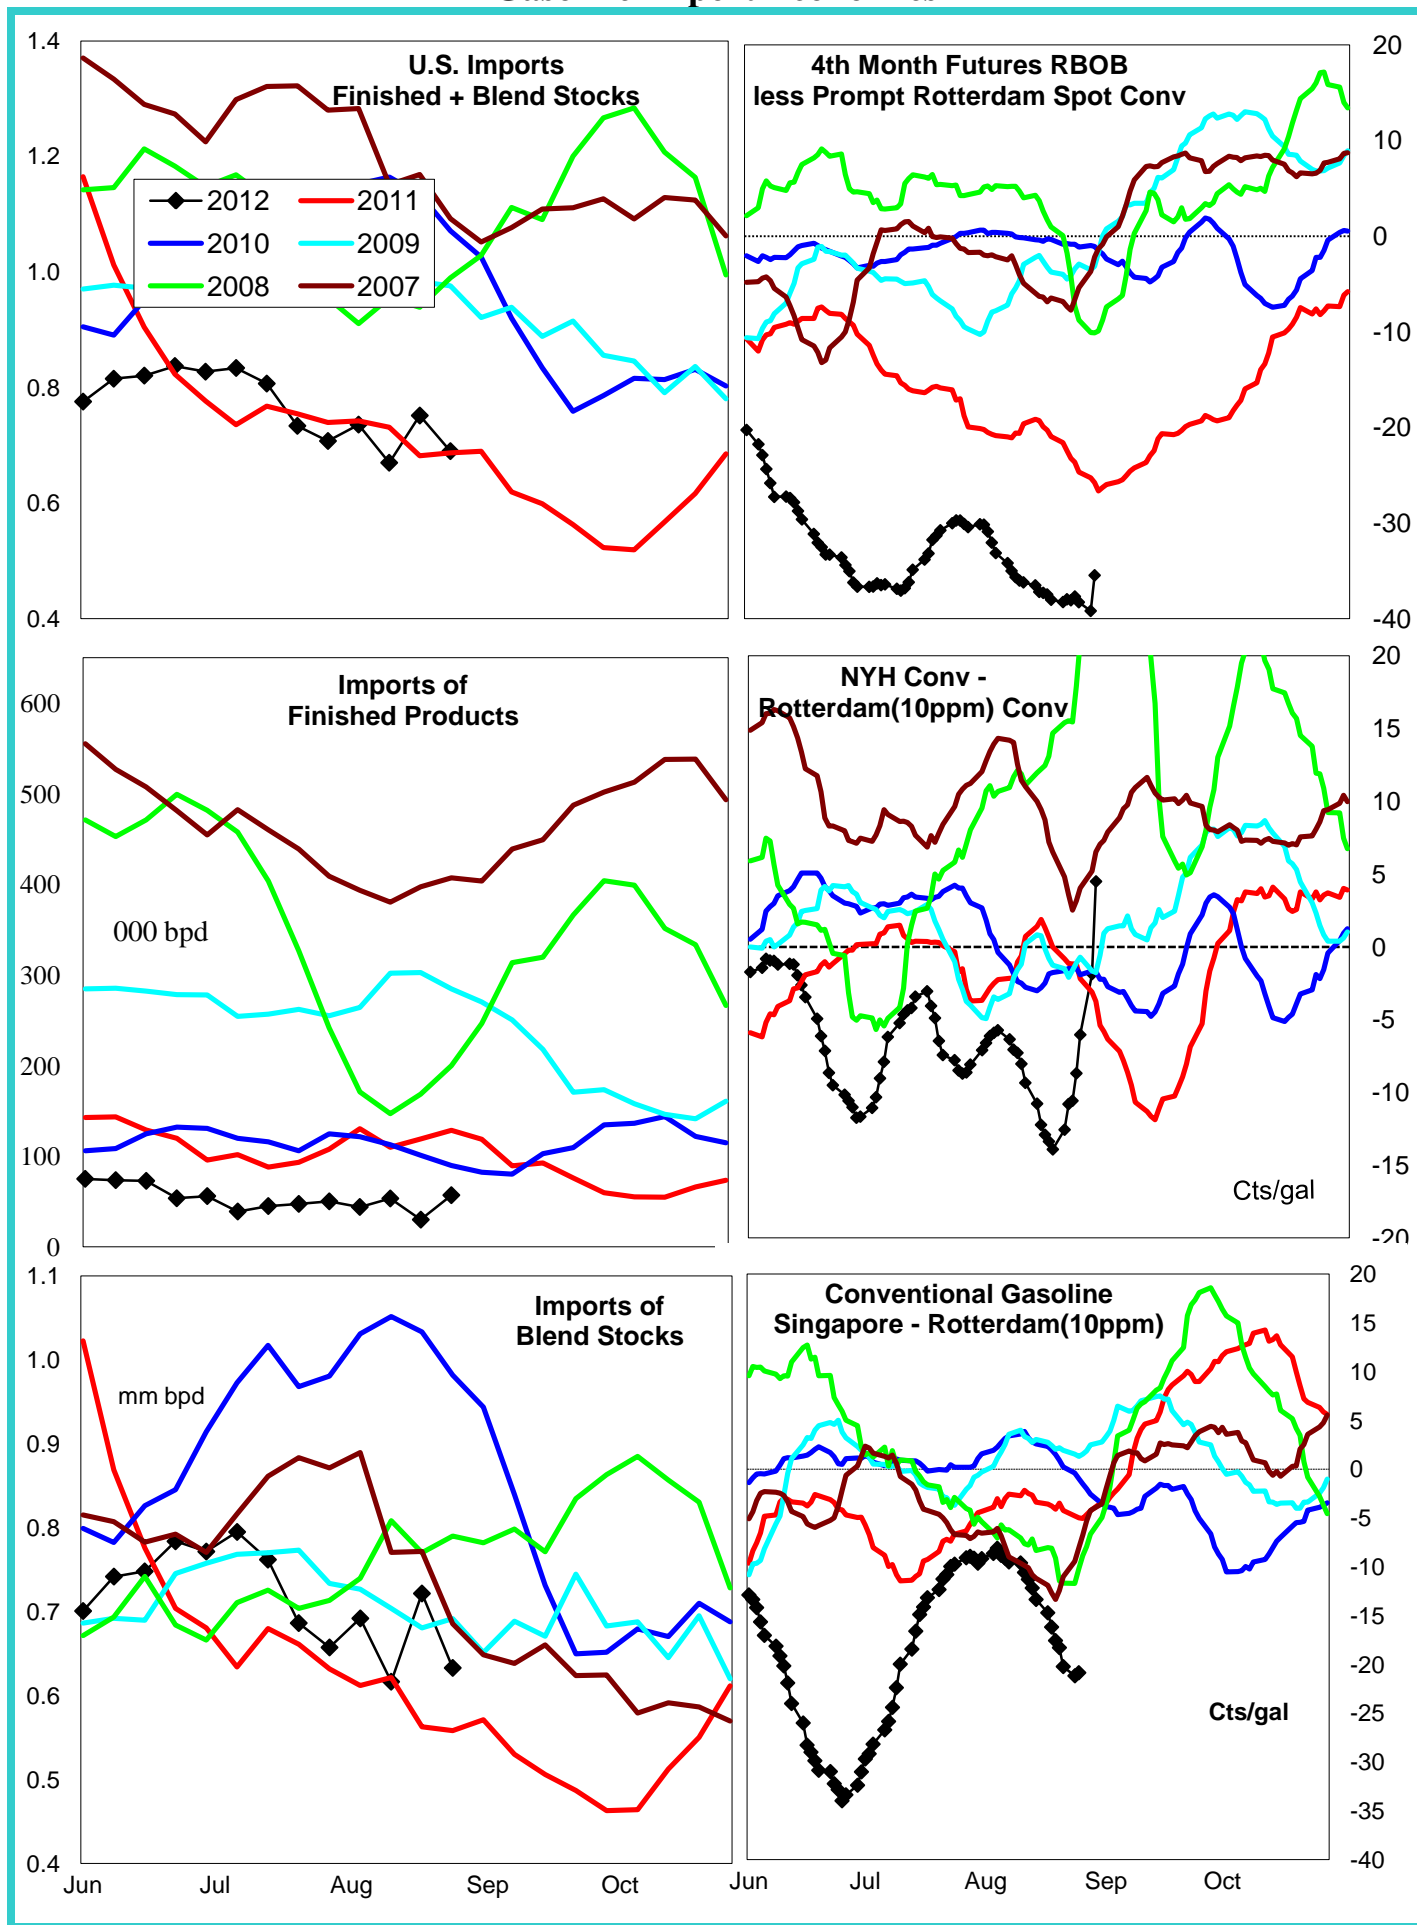 1.4
1.2
1.0
0.8
0.6
0.4
U.S. Imports
Finished + Blend Stocks
2012 2011
2010 2009
2008 2007
4th Month Futures RBOB
less Prompt Rotterdam Spot Conv
20
10
0
-10
-20
-30
-40
600
500
400
300
200
100
0
Imports of
Finished Products
000 bpd
NYH Conv -
Rotterdam(10ppm) Conv
Cts/gal
20
15
10
5
0
-5
-10
-15
-20
1.1
1.0
0.9
0.8
0.7
0.6
0.5
0.4
Imports of
Blend Stocks
mm bpd
Jun Jul Aug Sep Oct
Conventional Gasoline
Singapore - Rotterdam(10ppm)
Cts/gal
20
15
10
5
0
-5
-10
-15
-20
-25
-30
-35
-40
Jun Jul Aug Sep Oct